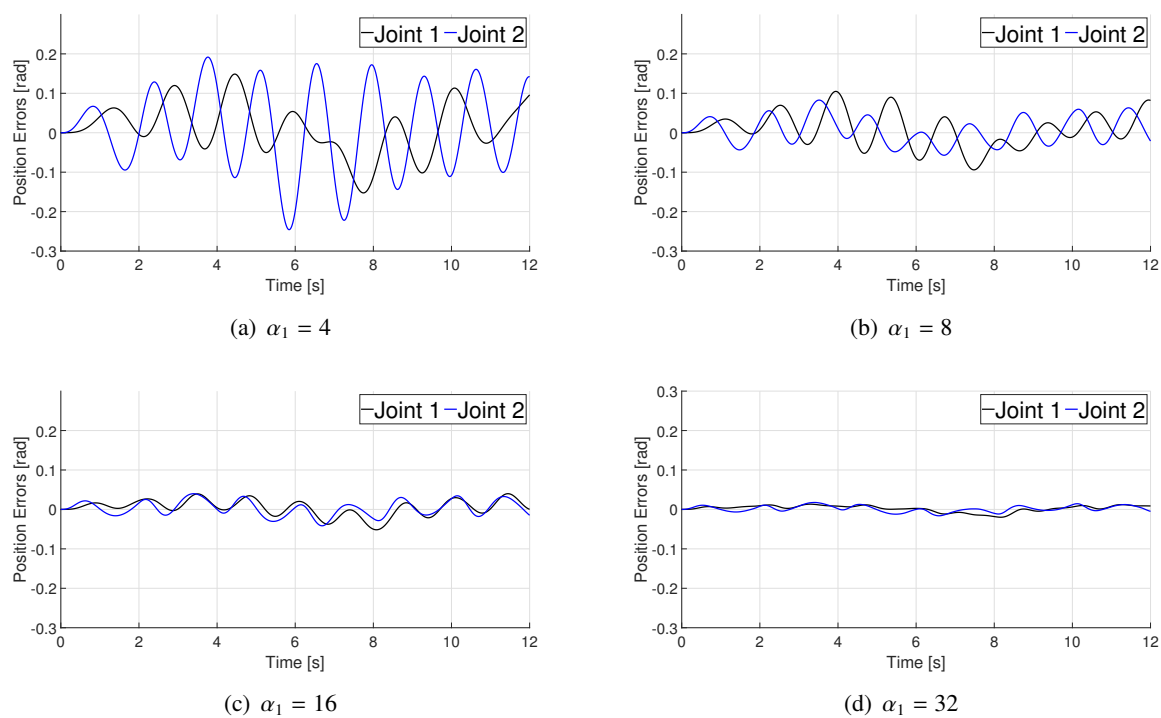 Joint 1 Joint 2
0.2
0.1
0
-0.1
-0.2
-0.3
Position Errors [rad]
0 2 4 6 8 10 12
Time [s]
(a) α₁ = 4
Joint 1 Joint 2
0.2
0.1
0
-0.1
-0.2
-0.3
Position Errors [rad]
0 2 4 6 8 10 12
Time [s]
(b) α₁ = 8
Joint 1 Joint 2
0.2
0.1
0
-0.1
-0.2
-0.3
Position Errors [rad]
0 2 4 6 8 10 12
Time [s]
(c) α₁ = 16
Joint 1 Joint 2
0.3
0.2
0.1
0
-0.1
-0.2
-0.3
Position Errors [rad]
0 2 4 6 8 10 12
Time [s]
(d) α₁ = 32